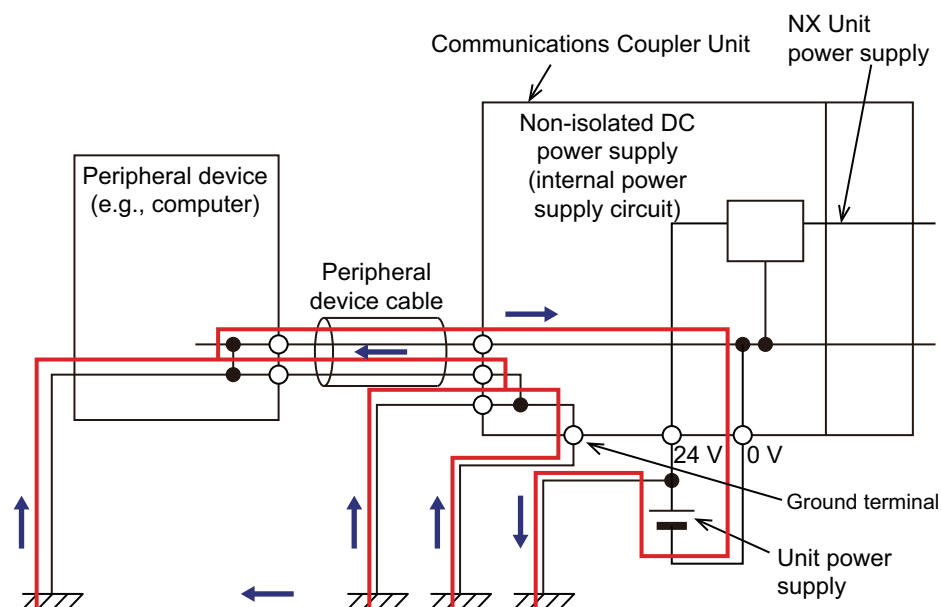 Communications Coupler Unit
NX Unit
power supply
Non-isolated DC
power supply
(internal power
supply circuit)
Peripheral device
(e.g., computer)
Peripheral
device cable
24 V
0 V
Ground terminal
Unit power
supply